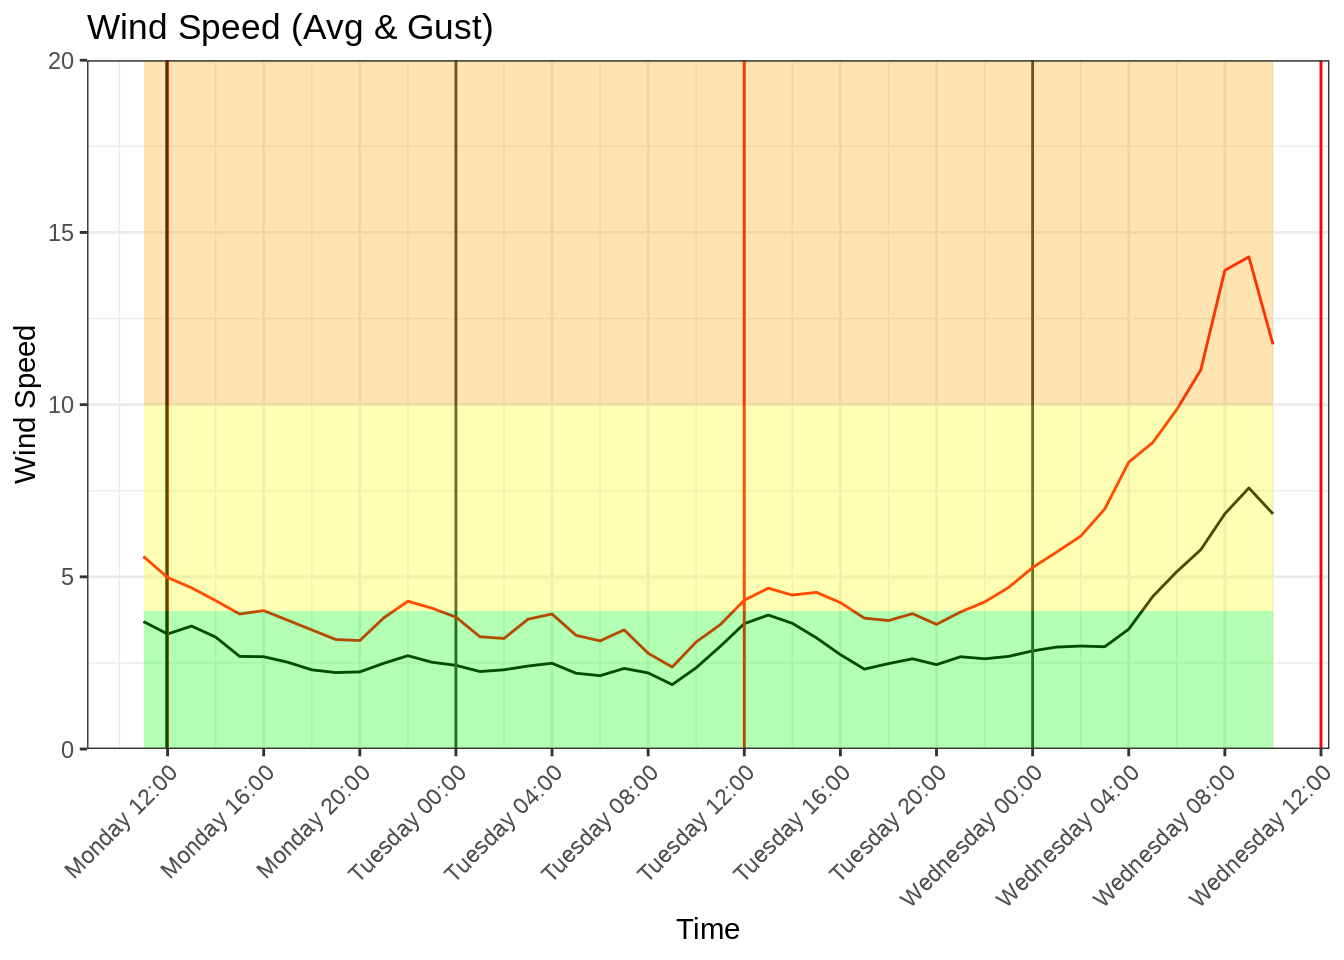 Wind Speed (Avg & Gust)
20
15
10
5
0
Wind Speed
Monday 12:00
Monday 16:00
Monday 20:00
Tuesday 00:00
Tuesday 04:00
Tuesday 08:00
Tuesday 12:00
Tuesday 16:00
Tuesday 20:00
Wednesday 00:00
Wednesday 04:00
Wednesday 08:00
Wednesday 12:00
Time